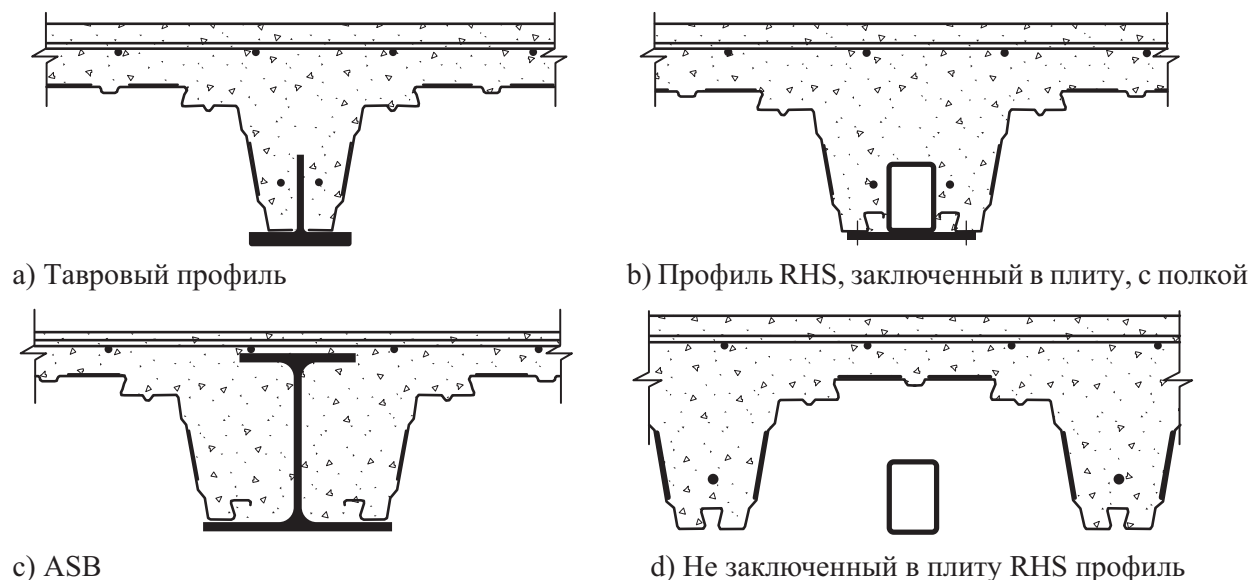 a) Тавровый профиль
b) Профиль RHS, заключенный в плиту, с полкой
c) ASB
d) Не заключенный в плиту RHS профиль